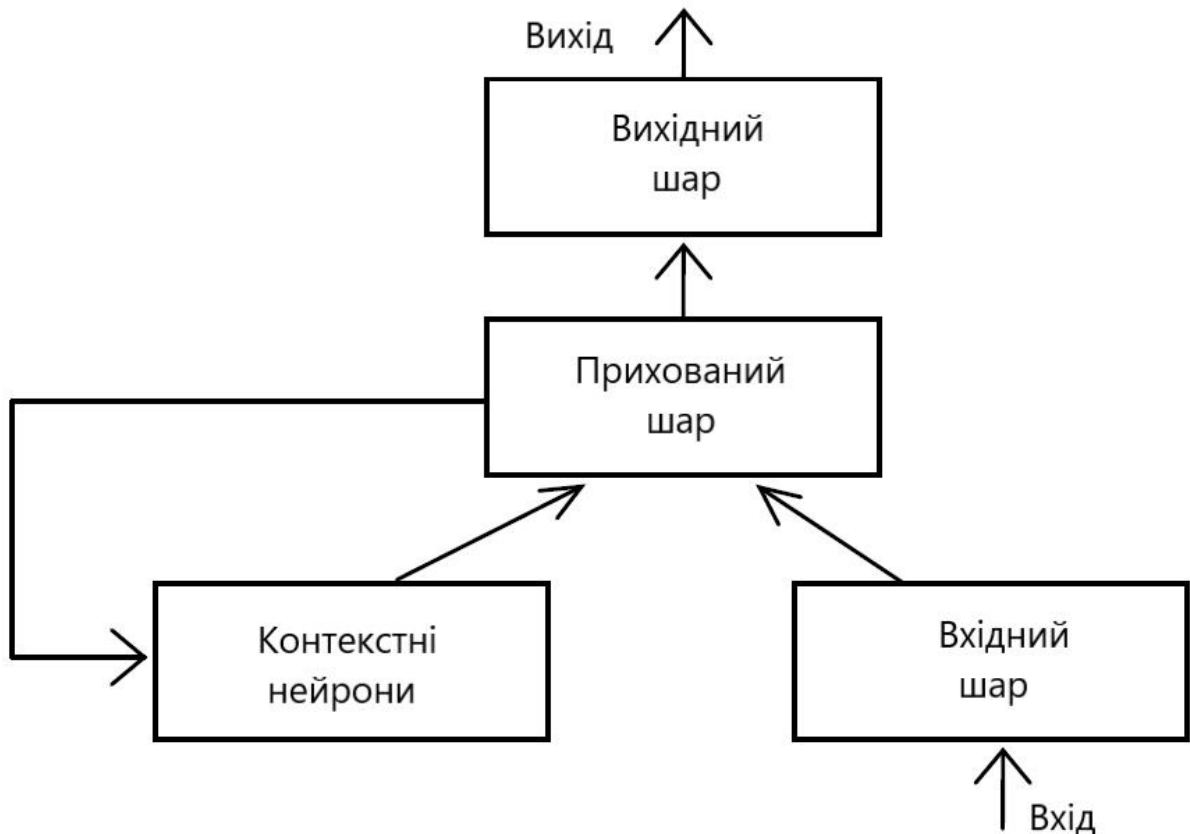 Вихід
Вихідний
шар
Прихований
шар
Контекстні
нейрони
Вхідний
шар
Вхід